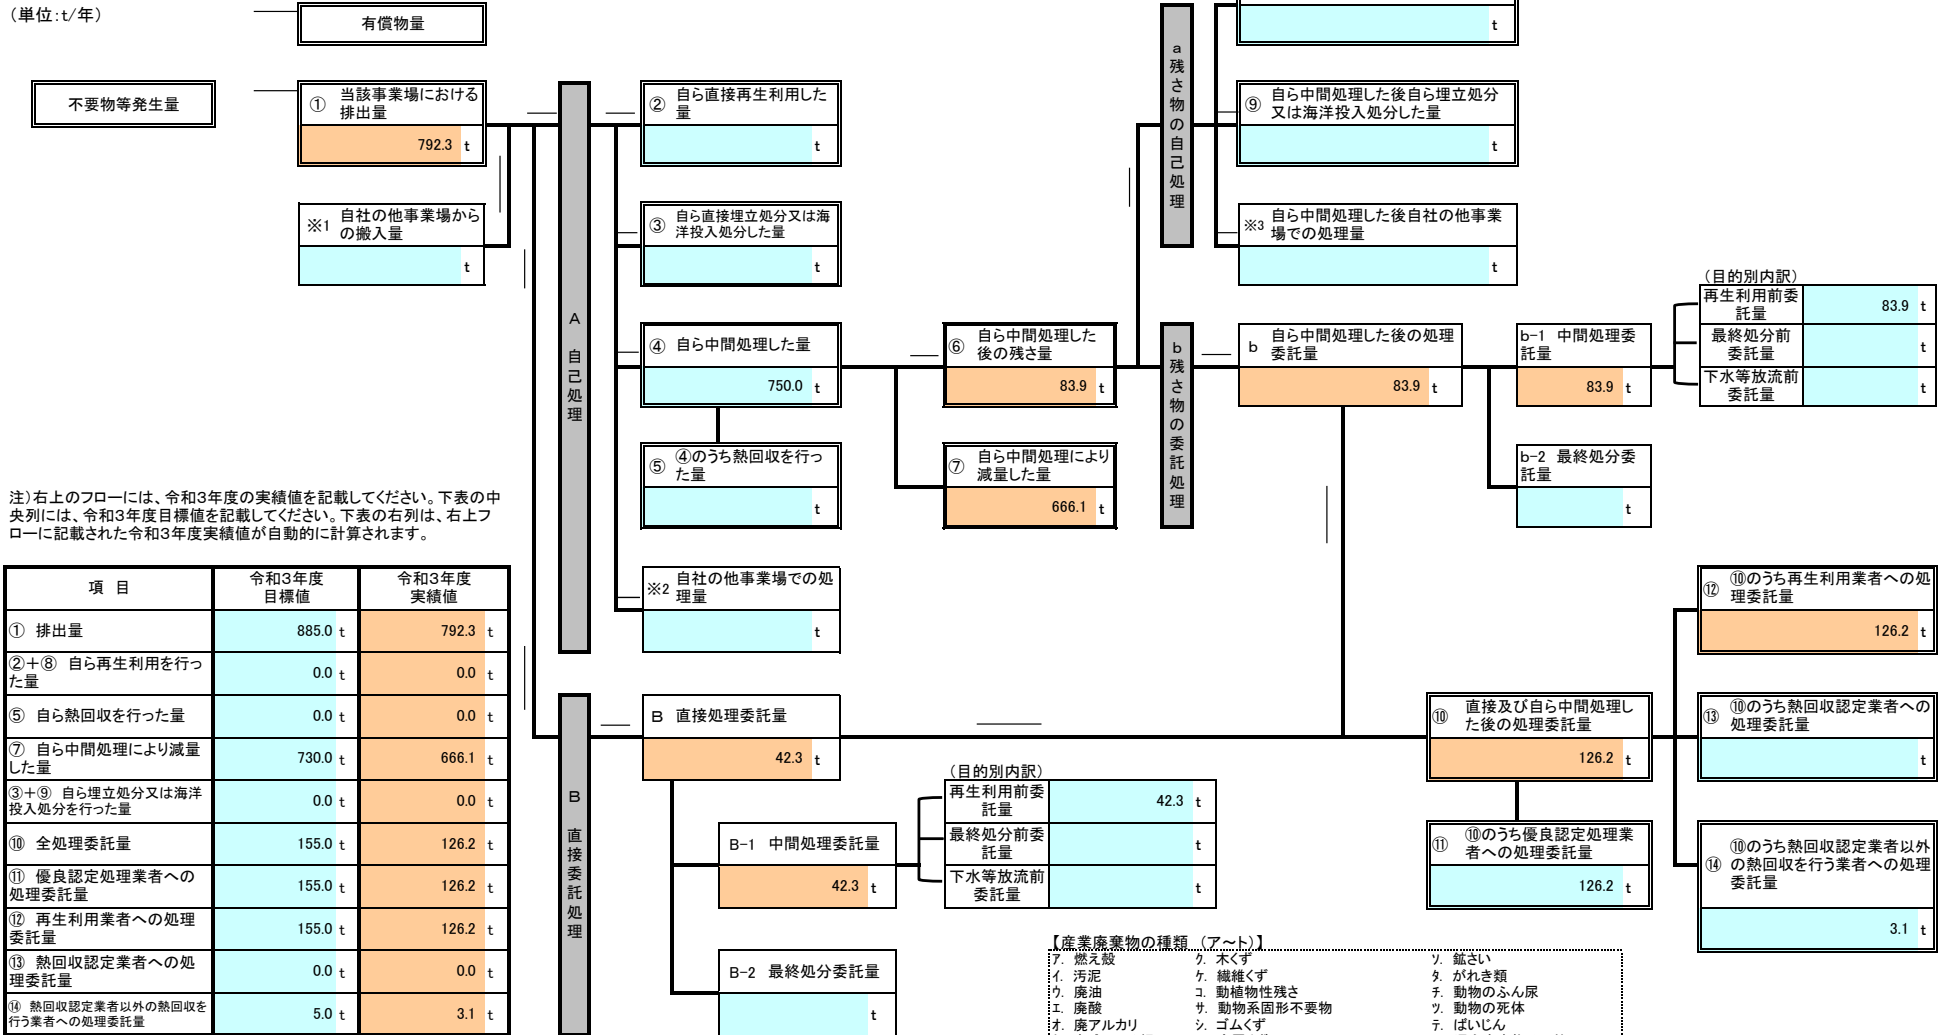 (単位:t/年)
有償物量
不要物等発生量
① 当該事業場における
排出量
792.3 t
※1 自社の他事業場から
の搬入量
t
A 自己処理
② 自ら直接再生利用した
量
t
③ 自ら直接埋立処分又は海
洋投入処分した量
t
④ 自ら中間処理した量
750.0 t
⑤ ④のうち熱回収を行っ
た量
t
※2 自社の他事業場での処
理量
t
⑥ 自ら中間処理した
後の残さ量
83.9 t
⑦ 自ら中間処理により
減量した量
666.1 t
a 残さ物の自己処理
t
⑨ 自ら中間処理した後自ら埋立処分
又は海洋投入処分した量
t
※3 自ら中間処理した後自社の他事業
場での処理量
t
b 残さ物の委託処理
b 自ら中間処理した後の処理
委託量
83.9 t
b-1 中間処理委
託量
83.9 t
b-2 最終処分委
託量
t
(目的別内訳)
再生利用前委
託量
83.9 t
最終処分前
委託量
t
下水等放流前
委託量
t
注)右上のフローには、令和3年度の実績値を記載してください。下表の中
央列には、令和3年度目標値を記載してください。下表の右列は、右上フ
ローに記載された令和3年度実績値が自動的に計算されます。
項 目 令和3年度 目標値 令和3年度 実績値
① 排出量 885.0 t 792.3 t
②+⑧ 自ら再生利用を行っ
た量 0.0 t 0.0 t
⑤ 自ら熱回収を行った量 0.0 t 0.0 t
⑦ 自ら中間処理により減量
した量 730.0 t 666.1 t
③+⑨ 自ら埋立処分又は海洋
投入処分を行った量 0.0 t 0.0 t
⑩ 全処理委託量 155.0 t 126.2 t
⑪ 優良認定処理業者への
処理委託量 155.0 t 126.2 t
⑫ 再生利用業者への処理
委託量 155.0 t 126.2 t
⑬ 熱回収認定業者への処
理委託量 0.0 t 0.0 t
⑭ 熱回収認定業者以外の熱回収を
行う業者への処理委託量 5.0 t 3.1 t
B 直接委託処理
B 直接処理委託量
42.3 t
B-1 中間処理委託量
42.3 t
B-2 最終処分委託量
t
(目的別内訳)
再生利用前委
託量
42.3 t
最終処分前委
託量
t
下水等放流前
委託量
t
⑩ 直接及び自ら中間処理し
た後の処理委託量
126.2 t
⑪ ⑩のうち優良認定処理業
者への処理委託量
126.2 t
⑫ ⑩のうち再生利用業者への処
理委託量
126.2 t
⑬ ⑩のうち熱回収認定業者への
処理委託量
t
⑭ ⑩のうち熱回収認定業者以外
の熱回収を行う業者への処理
委託量
3.1 t
【産業廃棄物の種類 (ア~ト)】
ア. 燃え殻 ク. 木くず ソ. 鉱さい
イ. 汚泥 ケ. 繊維くず タ. がれき類
ウ. 廃油 コ. 動植物性残さ チ. 動物のふん尿
エ. 廃酸 サ. 動物系固形不要物 ツ. 動物の死体
オ. 廃アルカリ シ. ゴムくず テ. ばいじん